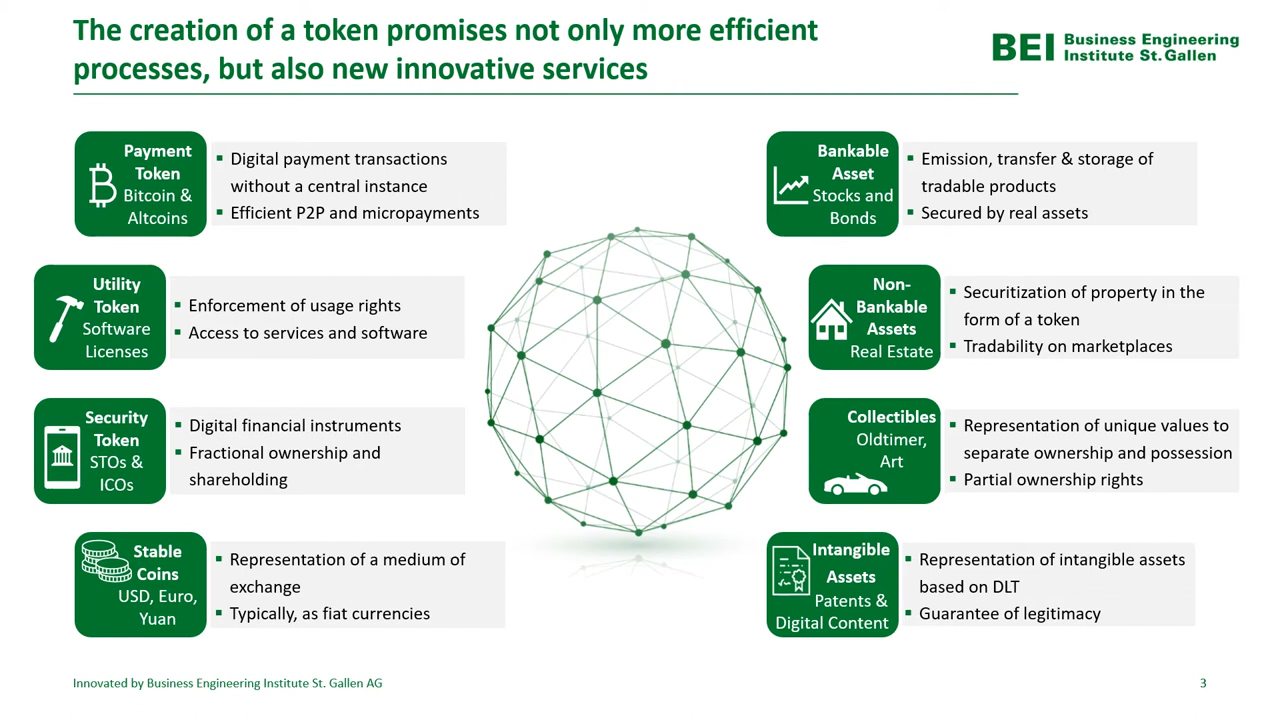 The creation of a token promises not only more efficient
processes, but also new innovative services
BEI Business Engineering
Institute St. Gallen
Payment
Token
Bitcoin &
Altcoins
▪ Digital payment transactions
without a central instance
▪ Efficient P2P and micropayments
Utility
Token
Software
Licenses
▪ Enforcement of usage rights
▪ Access to services and software
Security
Token
STOs &
ICOs
▪ Digital financial instruments
▪ Fractional ownership and
shareholding
Stable
Coins
USD, Euro,
Yuan
▪ Representation of a medium of
exchange
▪ Typically, as fiat currencies
Bankable
Asset
Stocks and
Bonds
▪ Emission, transfer & storage of
tradable products
▪ Secured by real assets
Non-
Bankable
Assets
Real Estate
▪ Securitization of property in the
form of a token
▪ Tradability on marketplaces
Collectibles
Oldtimer,
Art
▪ Representation of unique values to
separate ownership and possession
▪ Partial ownership rights
Intangible
Assets
Patents &
Digital Content
▪ Representation of intangible assets
based on DLT
▪ Guarantee of legitimacy
Innovated by Business Engineering Institute St. Gallen AG
3